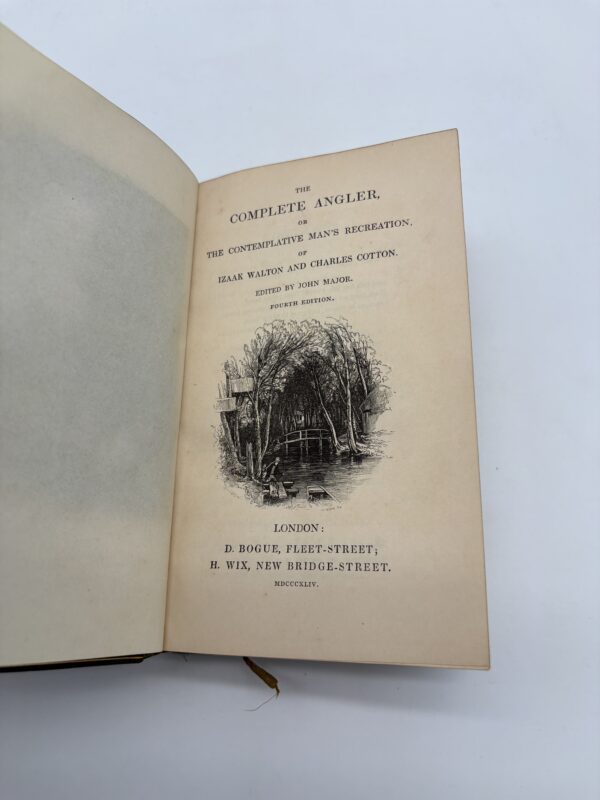 THE
COMPLETE ANGLER,
OR
THE CONTEMPLATIVE MAN'S RECREATION,
OF
IZAAK WALTON AND CHARLES COTTON.
EDITED BY JOHN MAJOR.
FOURTH EDITION.
LONDON:
D. BOGUE, FLEET-STREET;
H. WIX, NEW BRIDGE-STREET.
MDCCCXLIV.